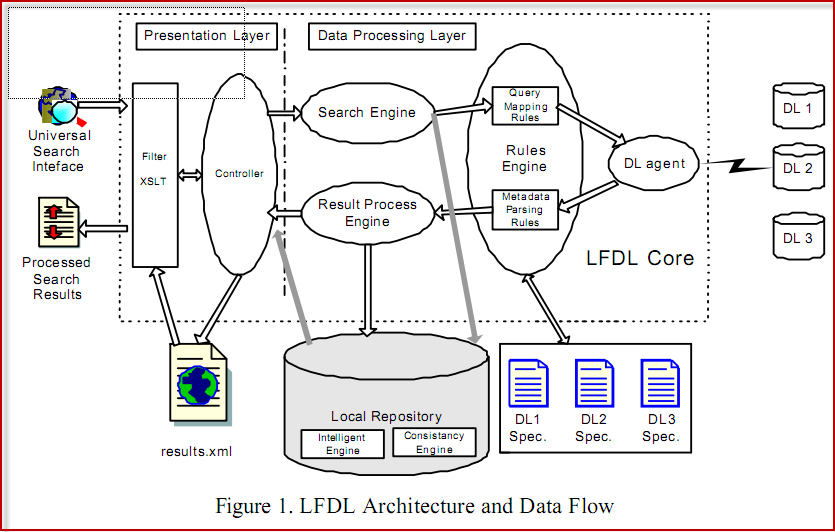 Presentation Layer
Data Processing Layer
Universal
Search
Inteface
Filter
XSLT
Controller
Search Engine
Query
Mapping
Rules
Rules
Engine
DL agent
DL 1
DL 2
DL 3
Result Process
Engine
Metadata
Parsing
Rules
LFDL Core
Processed
Search
Results
results.xml
Local Repository
Intelligent
Engine
Consistancy
Engine
DL1
Spec.
DL2
Spec.
DL3
Spec.
Figure 1. LFDL Architecture and Data Flow